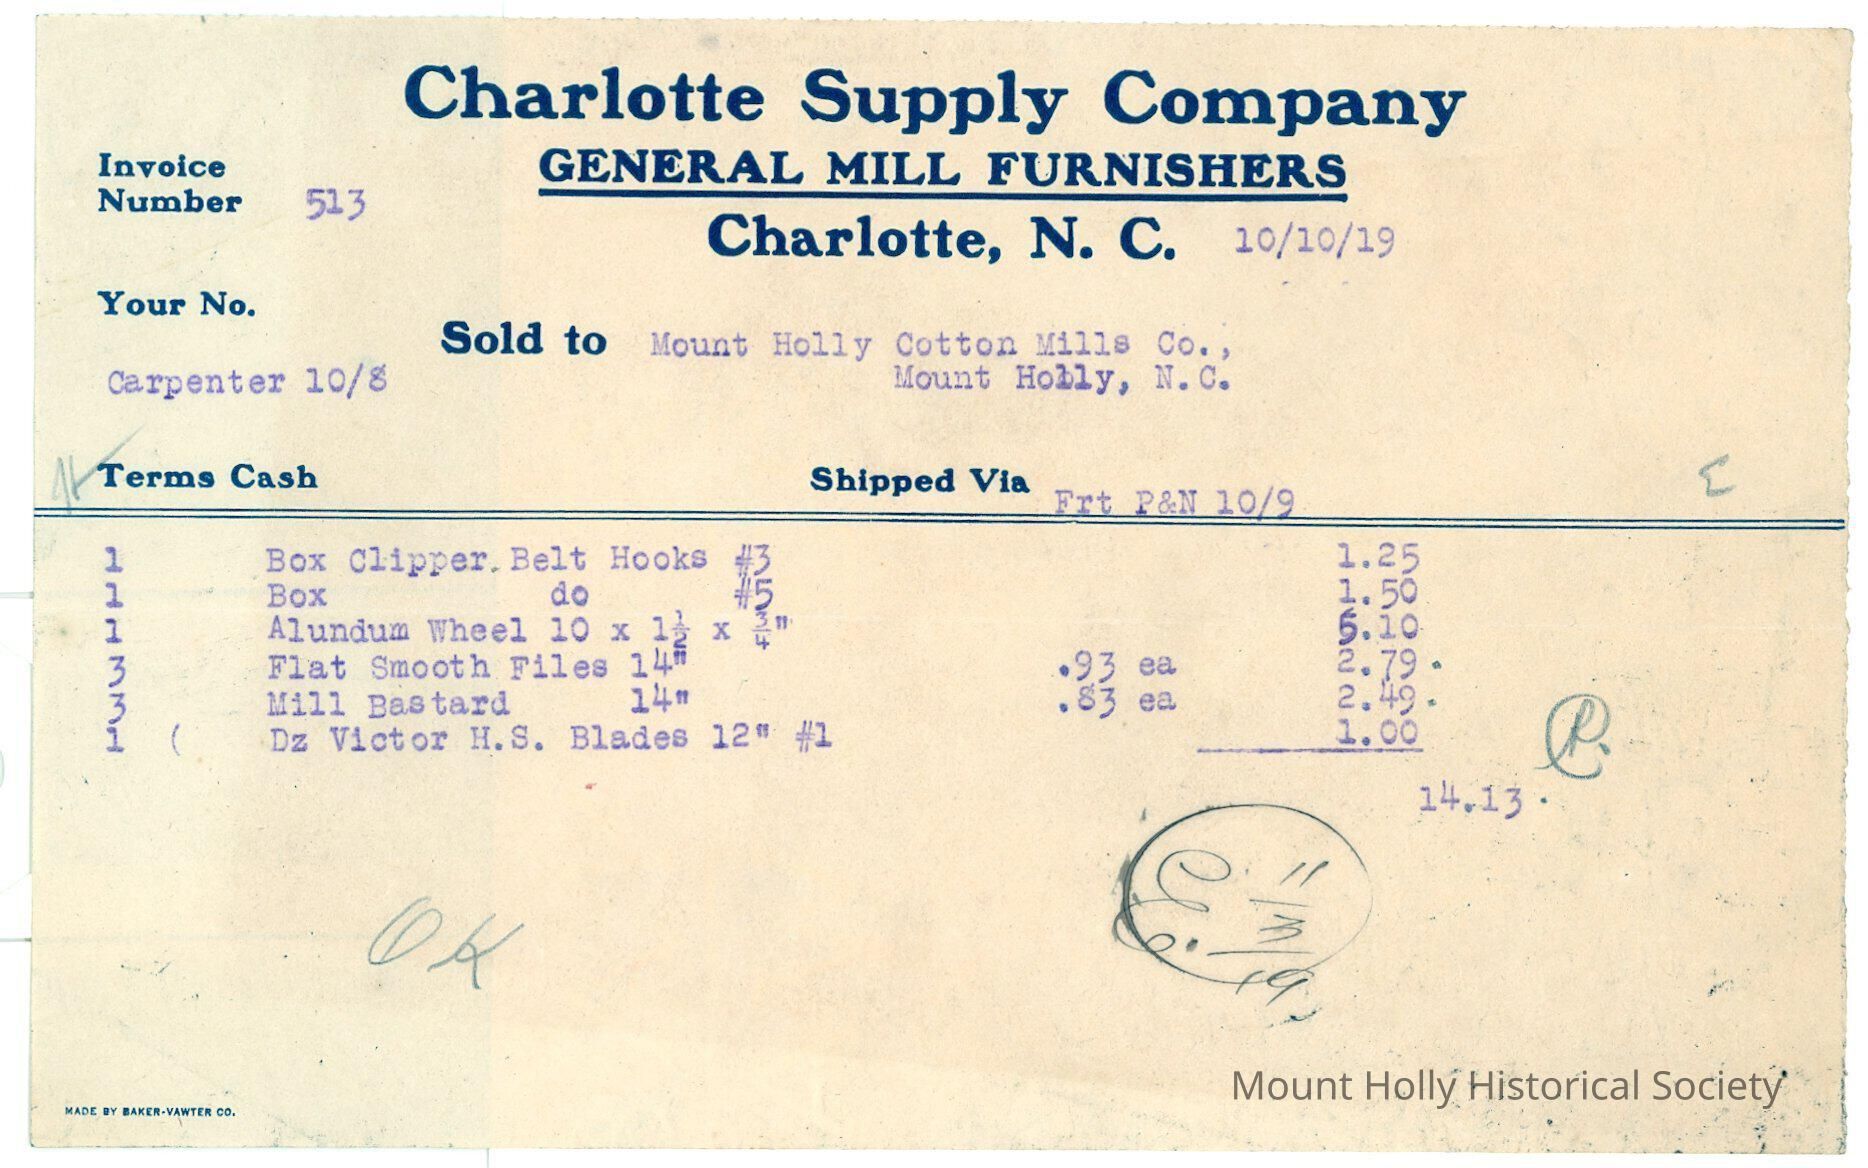 Charlotte Supply Company
GENERAL MILL FURNISHERS
Charlotte, N. C. 10/10/19
Invoice
Number 513
Your No.
Carpenter 10/8
Sold to Mount Holly Cotton Mills Co.,
Mount Holly, N.C.
Terms Cash
Shipped Via Frt P&N 10/9
1 Box Clipper Belt Hooks #3 1.25
1 Box do #5 1.50
1 Alundum Wheel 10 x 1½ x ¾" 5.10
3 Flat Smooth Files 14" .93 ea 2.79
3 Mill Bastard 14" .83 ea 2.49
1 ( Dz Victor H.S. Blades 12" #1 1.00
14.13
OK
MADE BY BAKER-VAWTER CO.
Mount Holly Historical Society